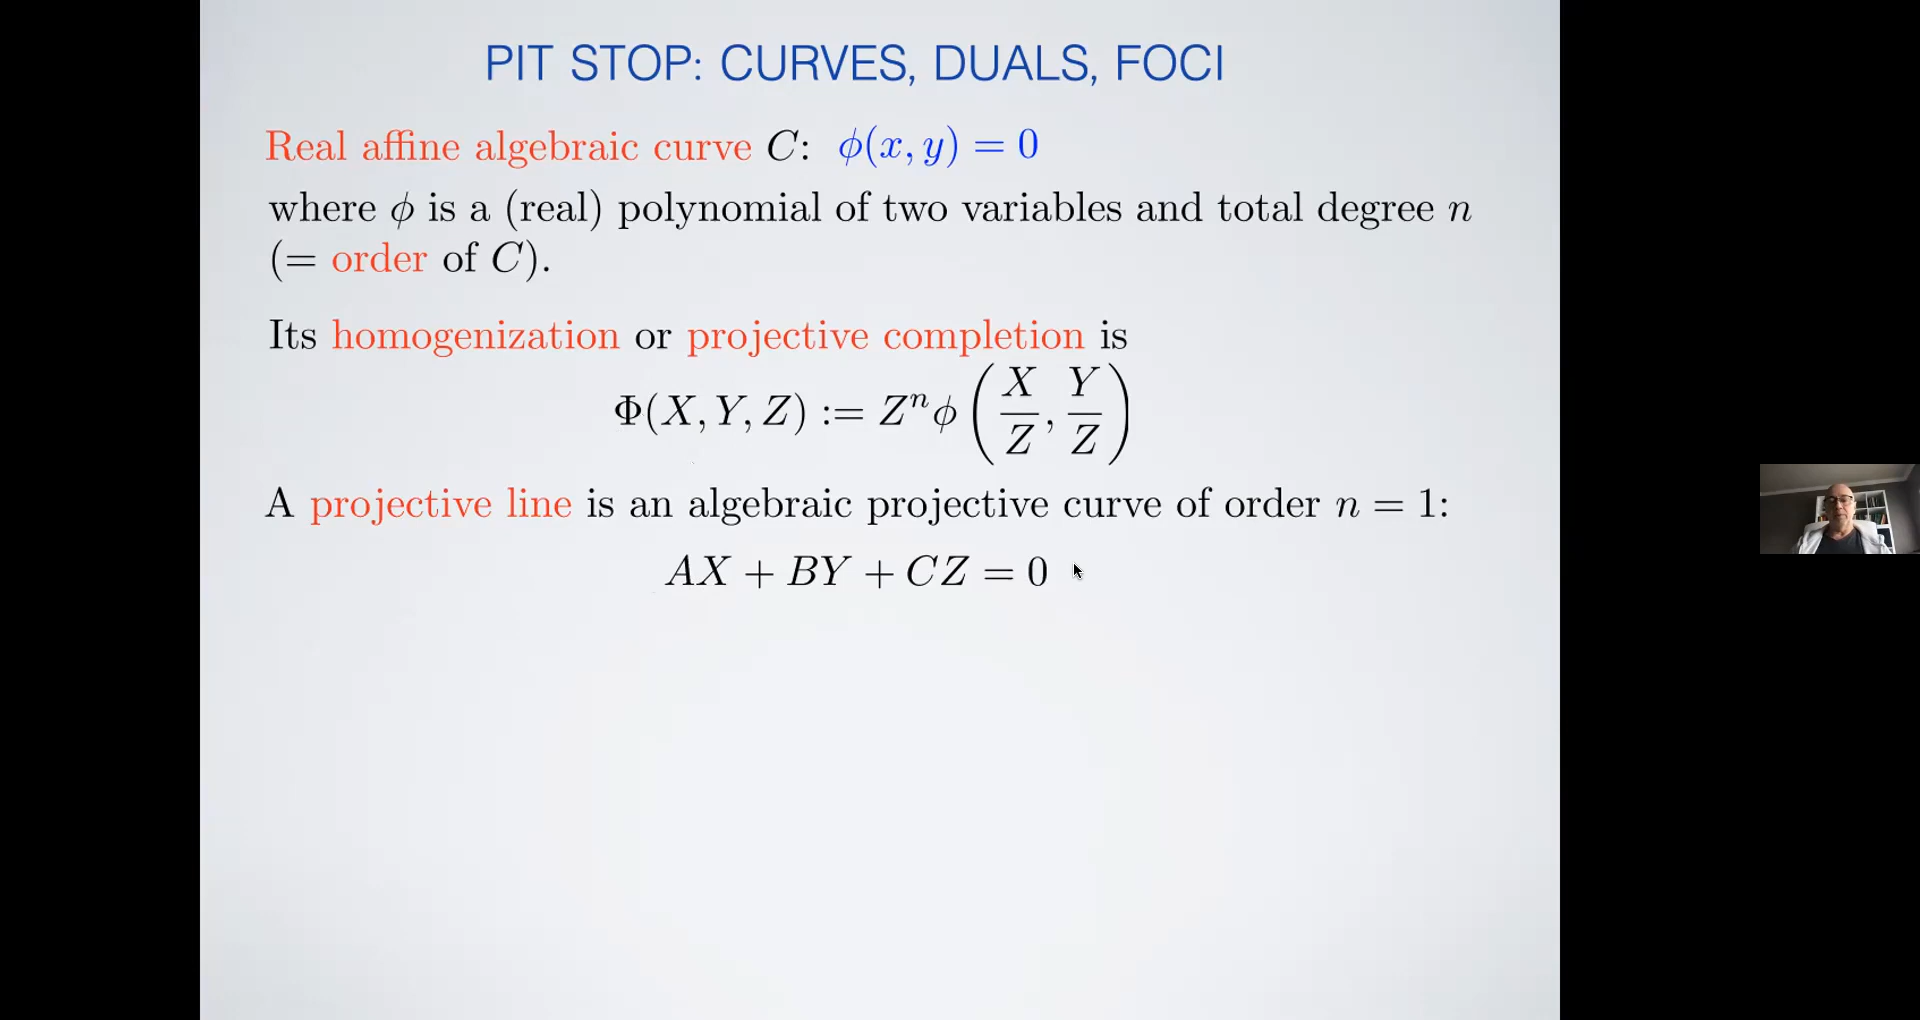 PIT STOP: CURVES, DUALS, FOCI
Real affine algebraic curve C: ϕ(x, y) = 0
where ϕ is a (real) polynomial of two variables and total degree n
(= order of C).
Its homogenization or projective completion is
Φ(X, Y, Z) := Zⁿϕ(X/Z, Y/Z)
A projective line is an algebraic projective curve of order n = 1:
AX + BY + CZ = 0